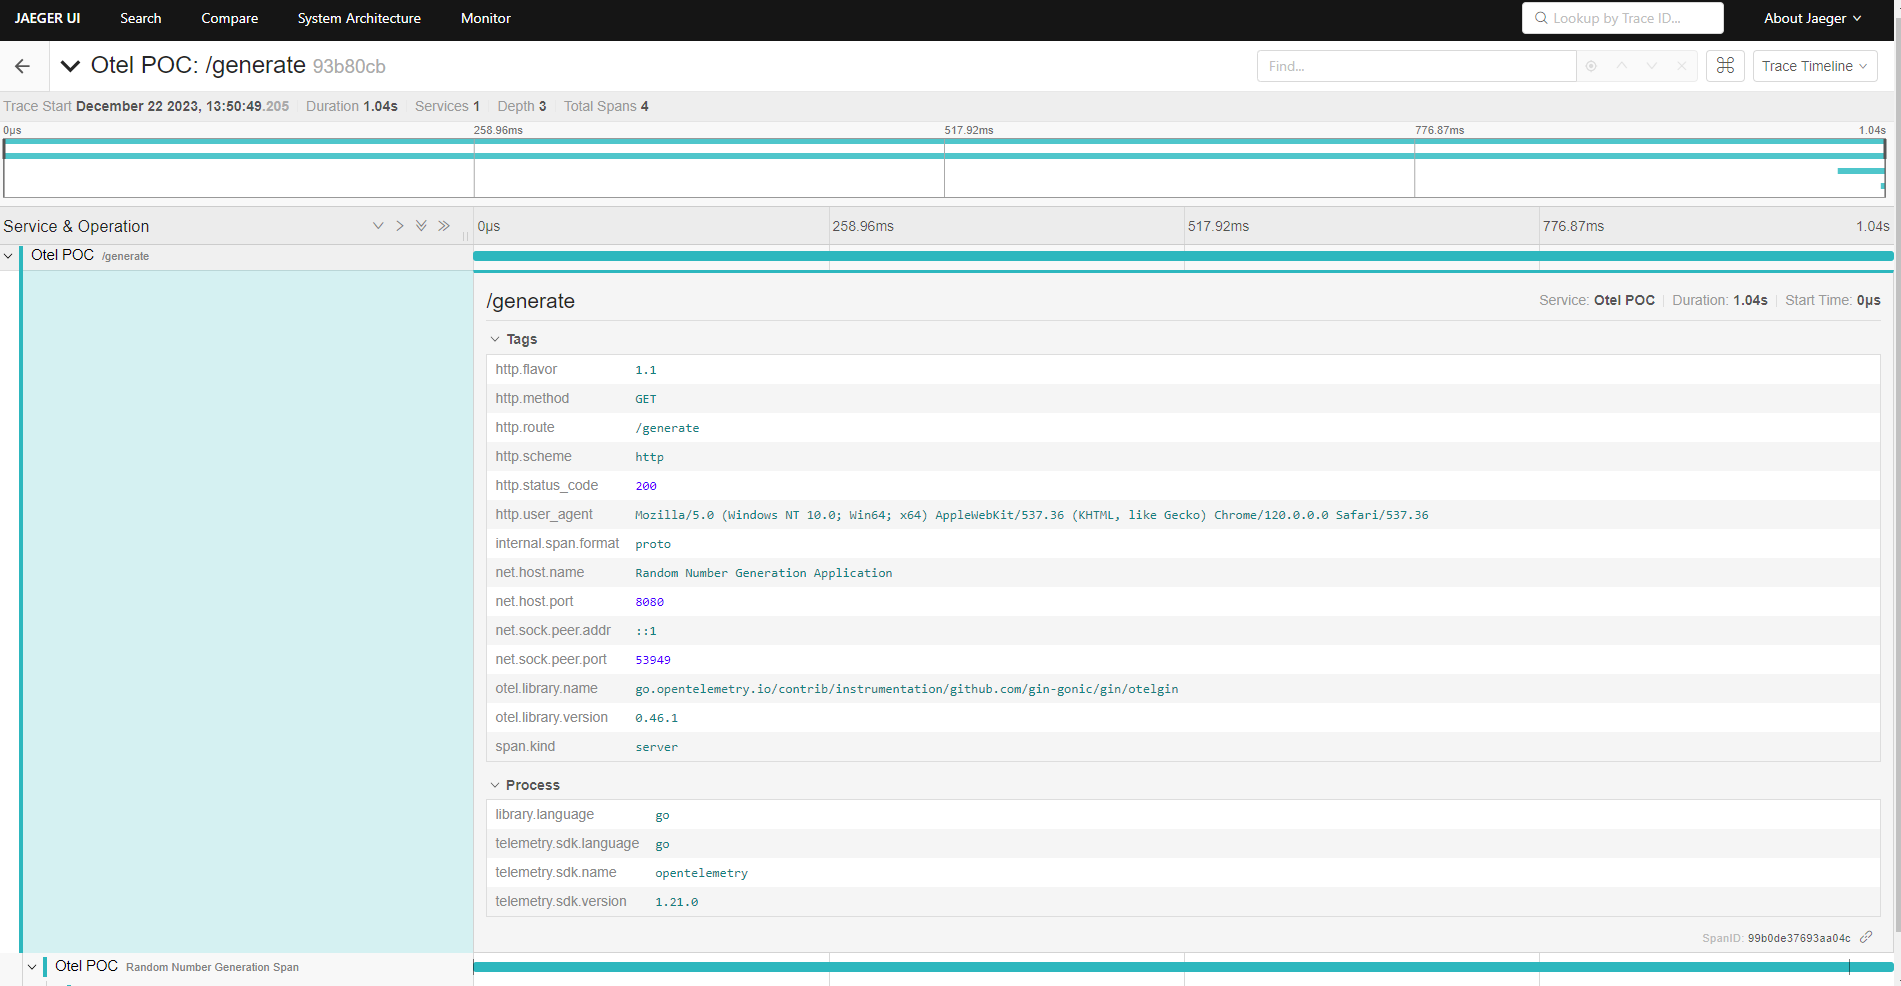 JAEGER UI Search Compare System Architecture Monitor Lookup by Trace ID... About Jaeger
Otel POC: /generate 93b80cb Find... Trace Timeline
Trace Start December 22 2023, 13:50:49.205 Duration 1.04s Services 1 Depth 3 Total Spans 4
0μs 258.96ms 517.92ms 776.87ms 1.04s
Service & Operation 0μs 258.96ms 517.92ms 776.87ms 1.04s
Otel POC /generate
/generate Service: Otel POC Duration: 1.04s Start Time: 0μs
Tags
http.flavor 1.1
http.method GET
http.route /generate
http.scheme http
http.status_code 200
http.user_agent Mozilla/5.0 (Windows NT 10.0; Win64; x64) AppleWebKit/537.36 (KHTML, like Gecko) Chrome/120.0.0.0 Safari/537.36
internal.span.format proto
net.host.name Random Number Generation Application
net.host.port 8080
net.sock.peer.addr ::1
net.sock.peer.port 53949
otel.library.name go.opentelemetry.io/contrib/instrumentation/github.com/gin-gonic/gin/otelgin
otel.library.version 0.46.1
span.kind server
Process
library.language go
telemetry.sdk.language go
telemetry.sdk.name opentelemetry
telemetry.sdk.version 1.21.0
SpanID: 99b0de37693aa04c
Otel POC Random Number Generation Span